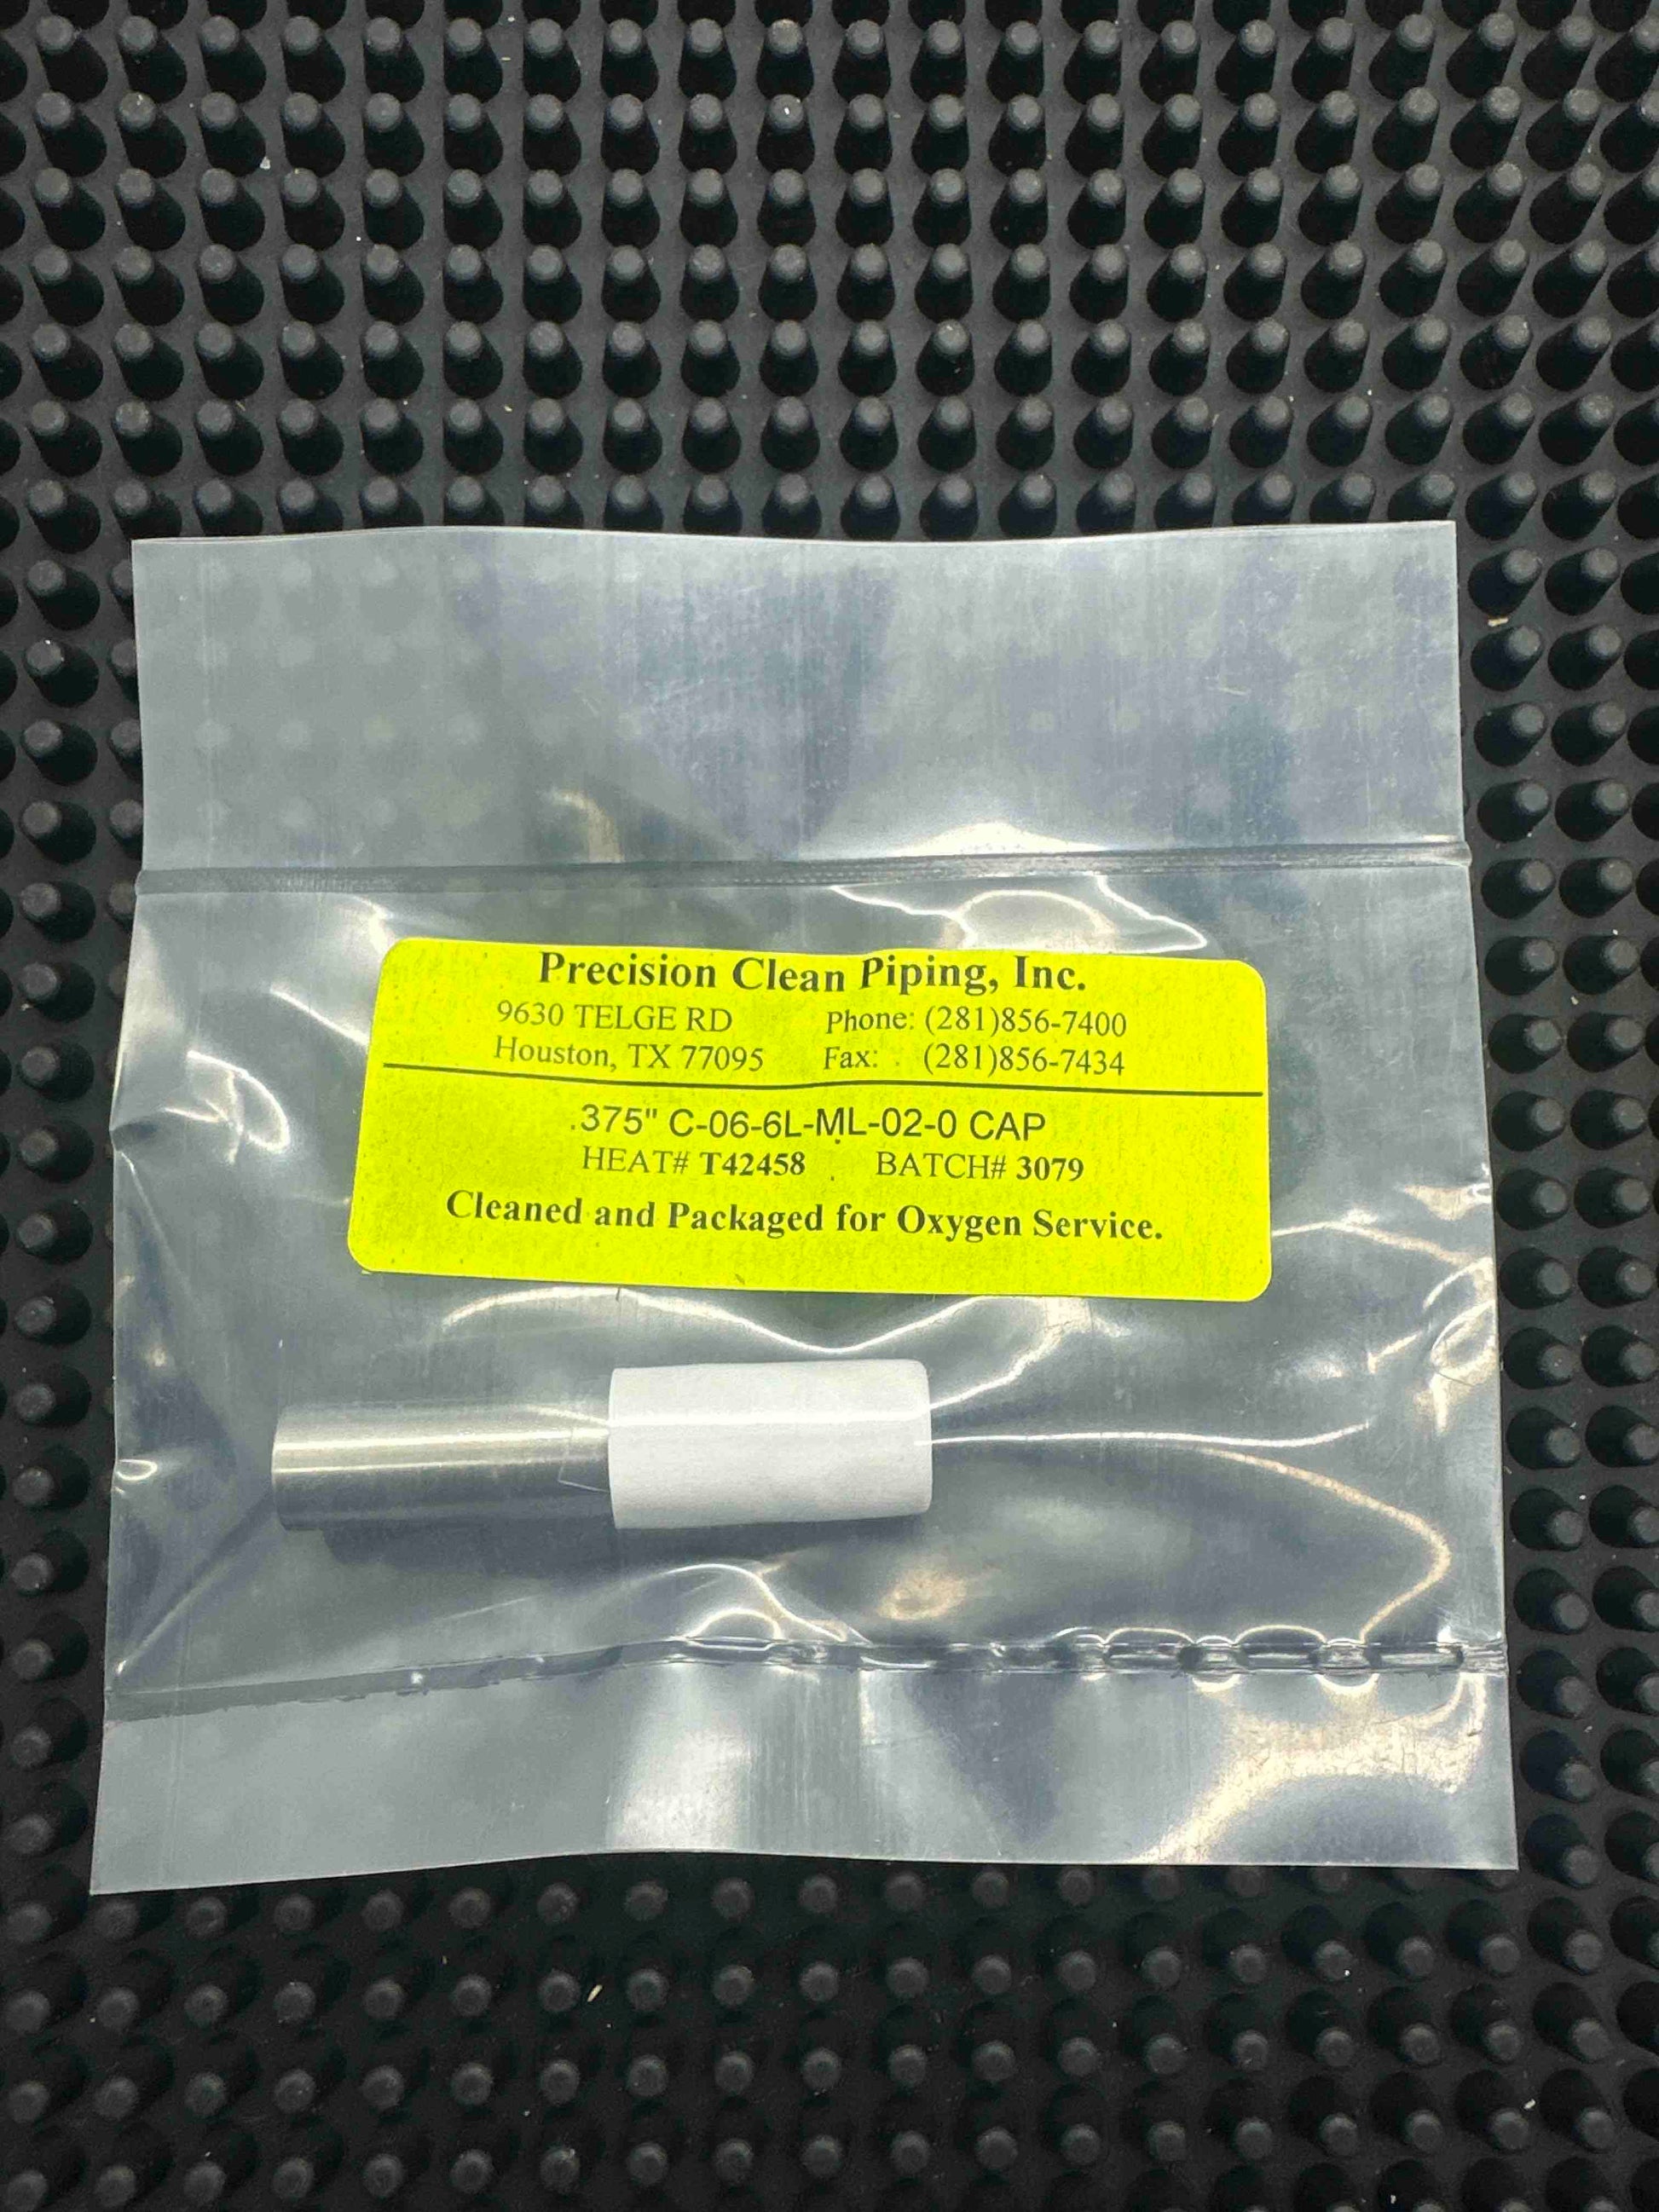 Precision Clean Piping, Inc.
9630 TELGE RD Phone: (281)856-7400
Houston, TX 77095 Fax: (281)856-7434
.375" C-06-6L-ML-02-0 CAP
HEAT# T42458 BATCH# 3079
Cleaned and Packaged for Oxygen Service.